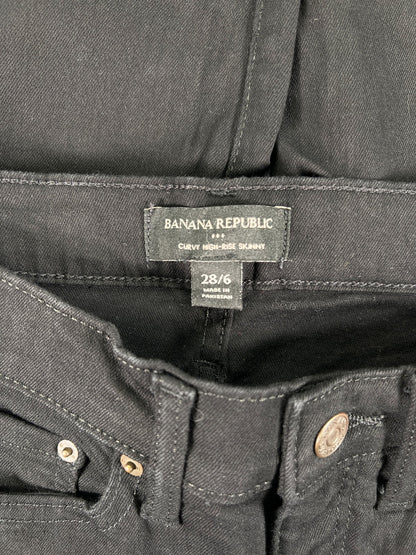 BANANA REPUBLIC
CURVY HIGH-RISE SKINNY
28/6
MADE IN
PAKISTAN